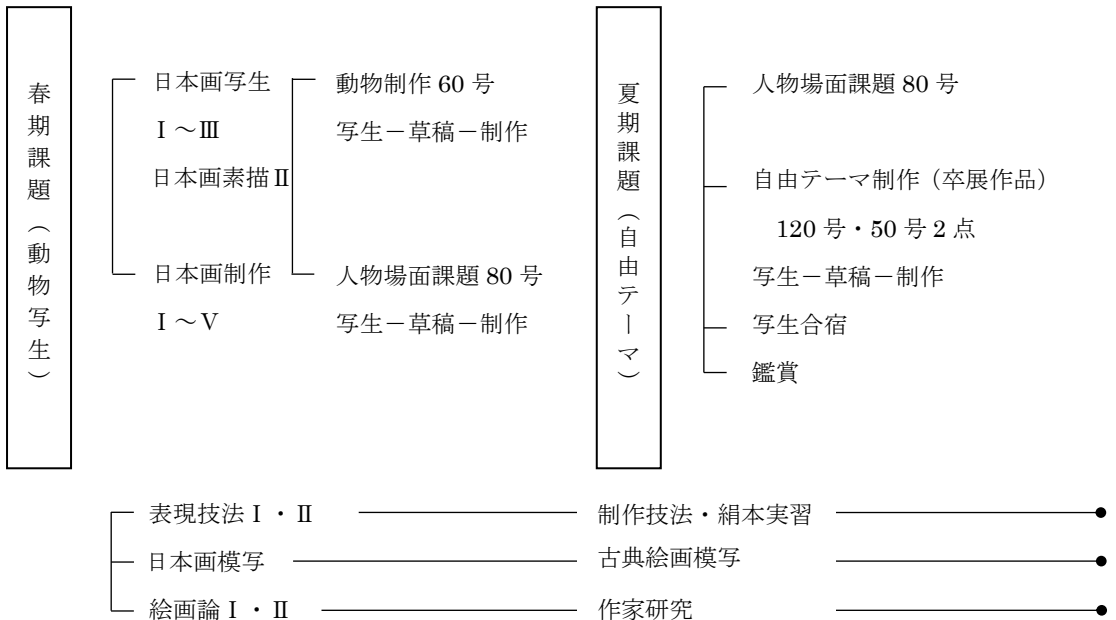 春期課題（動物写生）
日本画写生
Ⅰ～Ⅲ
日本画素描Ⅱ
日本画制作
Ⅰ～Ⅴ
動物制作 60 号
写生－草稿－制作
人物場面課題 80 号
写生－草稿－制作
夏期課題（自由テーマ）
人物場面課題 80 号
自由テーマ制作（卒展作品）
120 号・50 号 2 点
写生－草稿－制作
写生合宿
鑑賞
表現技法Ⅰ・Ⅱ
制作技法・絹本実習
日本画模写
古典絵画模写
絵画論Ⅰ・Ⅱ
作家研究